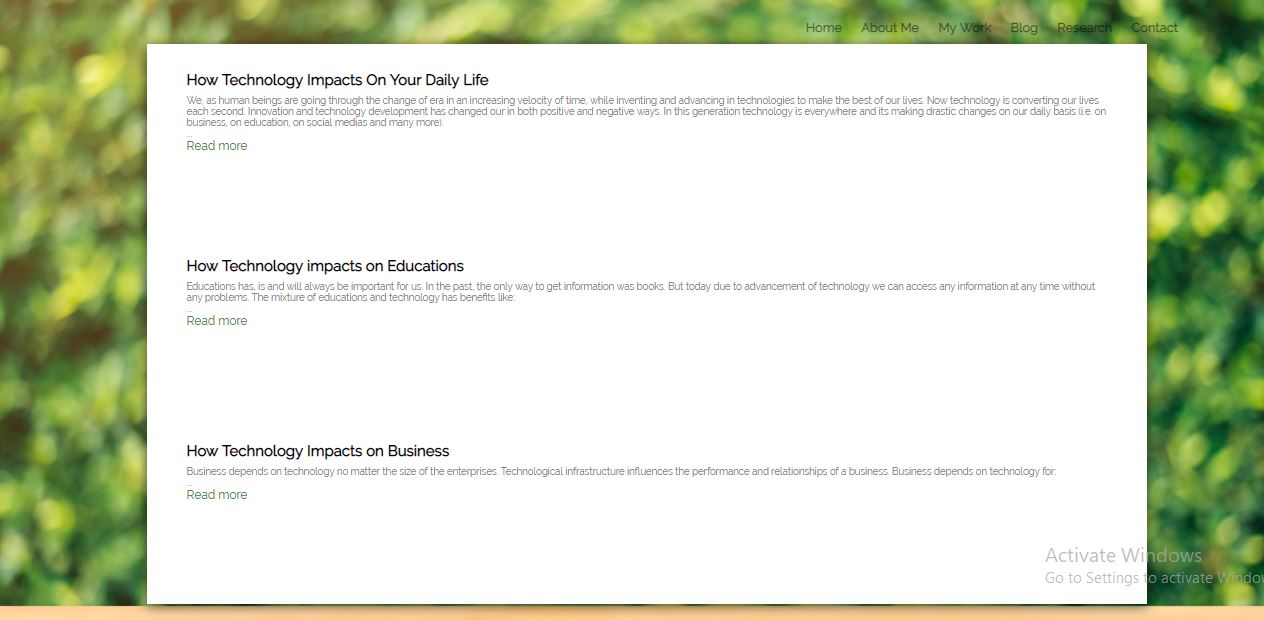 Home About Me My Work Blog Research Contact
How Technology Impacts On Your Daily Life
We, as human beings are going through the change of era in an increasing velocity of time, while inventing and advancing in technologies to make the best of our lives. Now technology is converting our lives
each second. Innovation and technology development has changed our in both positive and negative ways. In this generation technology is everywhere and its making drastic changes on our daily basis (i.e. on
business, on education, on social medias and many more).
...
Read more
How Technology impacts on Educations
Educations has, is and will always be important for us. In the past, the only way to get information was books. But today due to advancement of technology we can access any information at any time without
any problems. The mixture of educations and technology has benefits like:
...
Read more
How Technology Impacts on Business
Business depends on technology no matter the size of the enterprises. Technological infrastructure influences the performance and relationships of a business. Business depends on technology for:
...
Read more
Activate Windows
Go to Settings to activate Windo